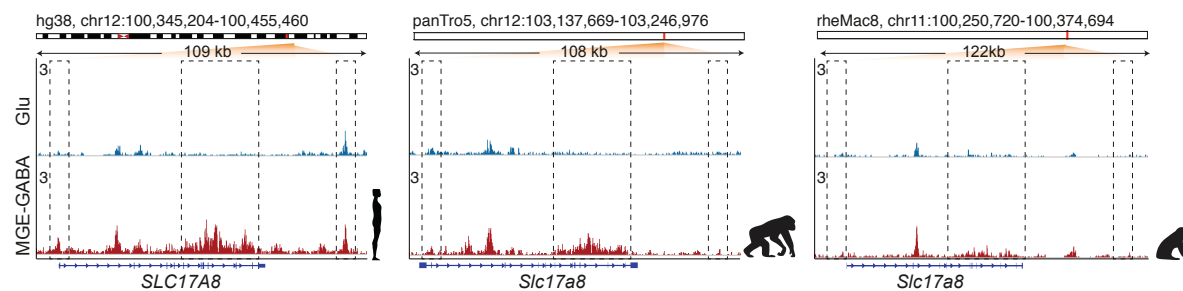 hg38, chr12:100,345,204-100,455,460
109 kb
3
Glu
3
MGE-GABA
SLC17A8
panTro5, chr12:103,137,669-103,246,976
108 kb
3
3
Slc17a8
rheMac8, chr11:100,250,720-100,374,694
122kb
3
3
Slc17a8